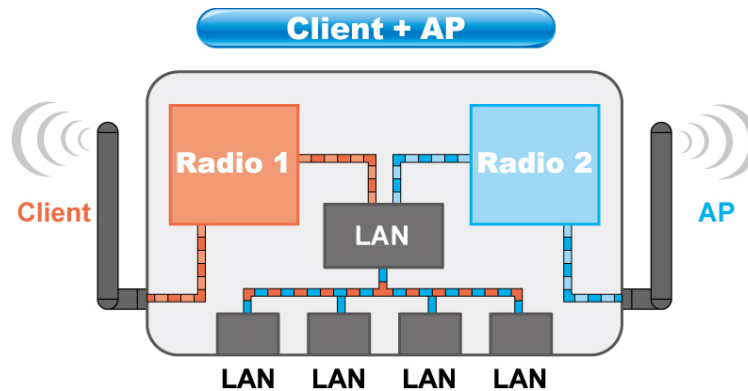 Client + AP
Radio 1
Radio 2
Client
AP
LAN
LAN
LAN
LAN
LAN